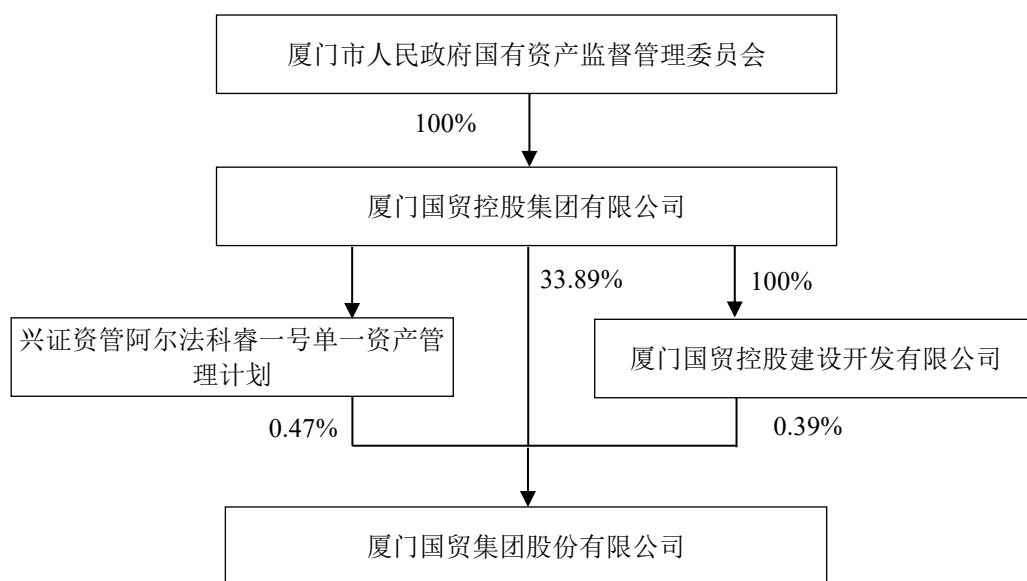 厦门市人民政府国有资产监督管理委员会
100%
厦门国贸控股集团有限公司
33.89%
100%
兴证资管阿尔法科睿一号单一资产管
理计划
厦门国贸控股建设开发有限公司
0.47%
0.39%
厦门国贸集团股份有限公司